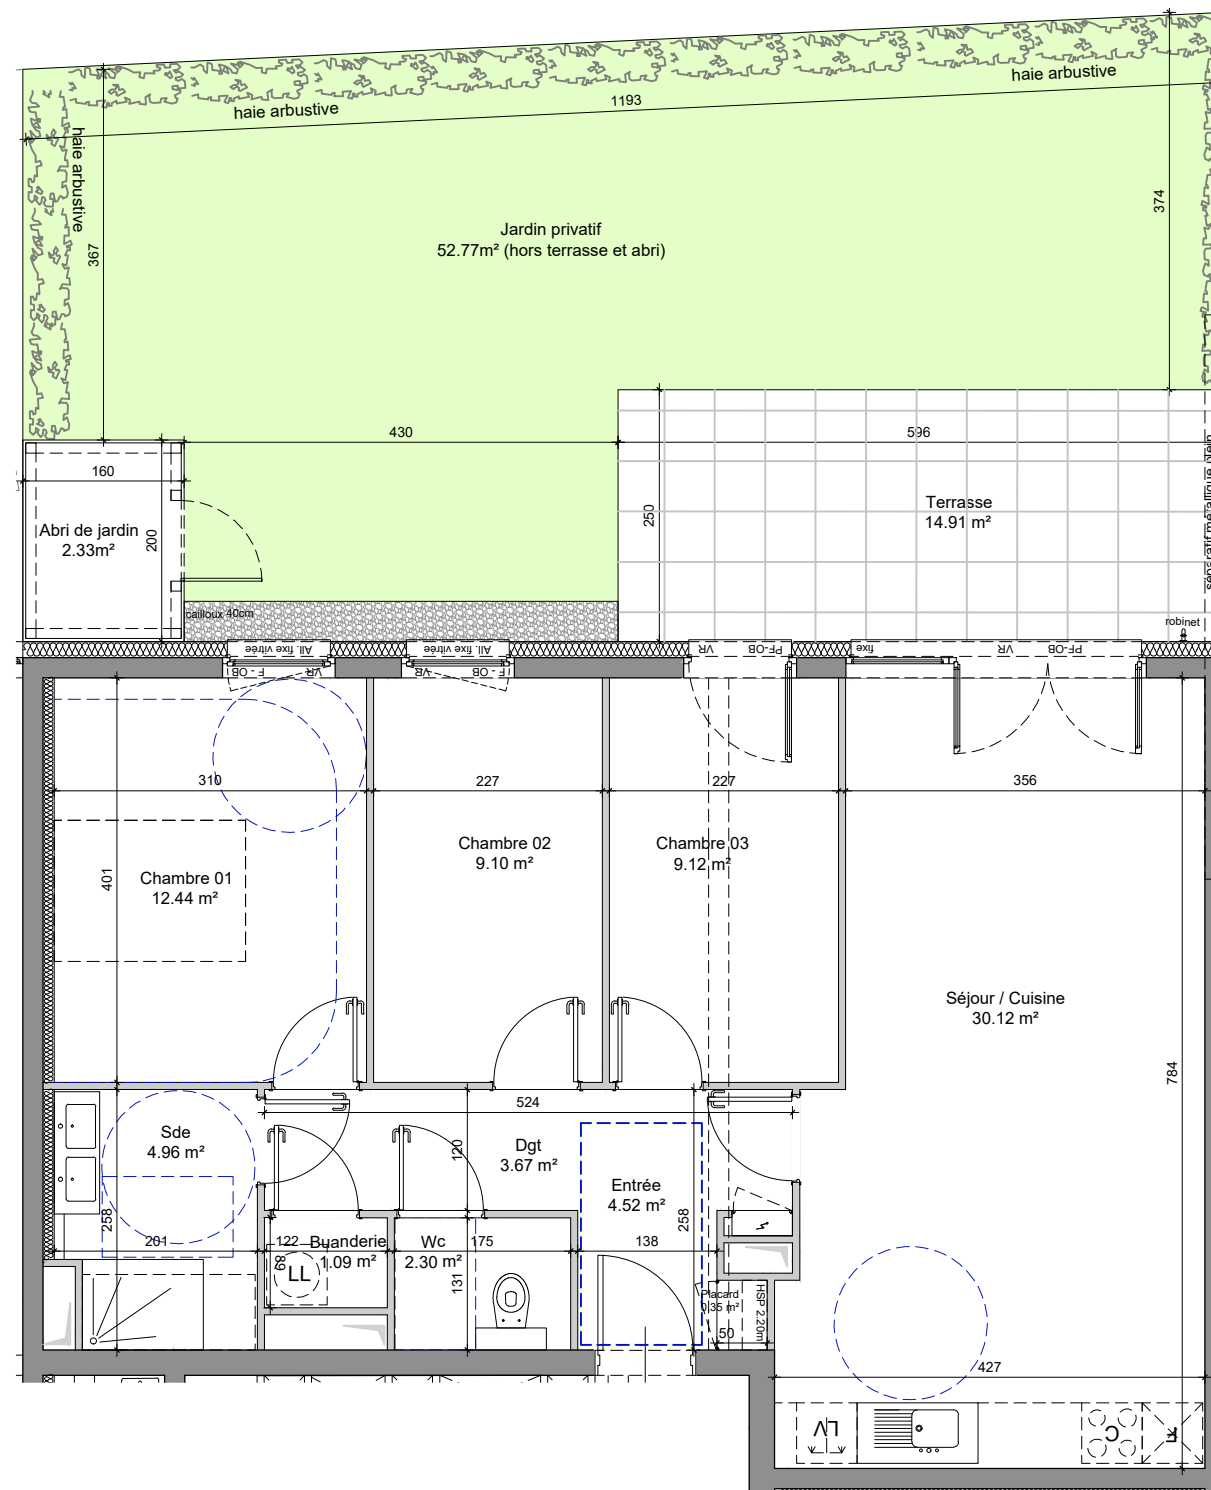 haie arbustive
haie arbustive
1193
haie arbustive
367
374
Jardin privatif
52.77m² (hors terrasse et abri)
430
596
160
Abri de jardin
2.33m²
200
250
Terrasse
14.91 m²
séparatif métallique plein
cailloux 40cm
robinet
All. fixe vitrée
All. fixe vitrée
VR
PF-OB
fixe
VR
PF-OB
F - OB
VR
VR
F - OB
310
227
227
356
Chambre 01
12.44 m²
401
Chambre 02
9.10 m²
Chambre 03
9.12 m²
Séjour / Cuisine
30.12 m²
784
524
Sde
4.96 m²
120
Dgt
3.67 m²
Entrée
4.52 m²
258
258
201
122
Buanderie
1.09 m²
89
LL
Wc
2.30 m²
175
131
138
Placard
0.35 m²
HSP 2.20m
50
427
LV
C
F